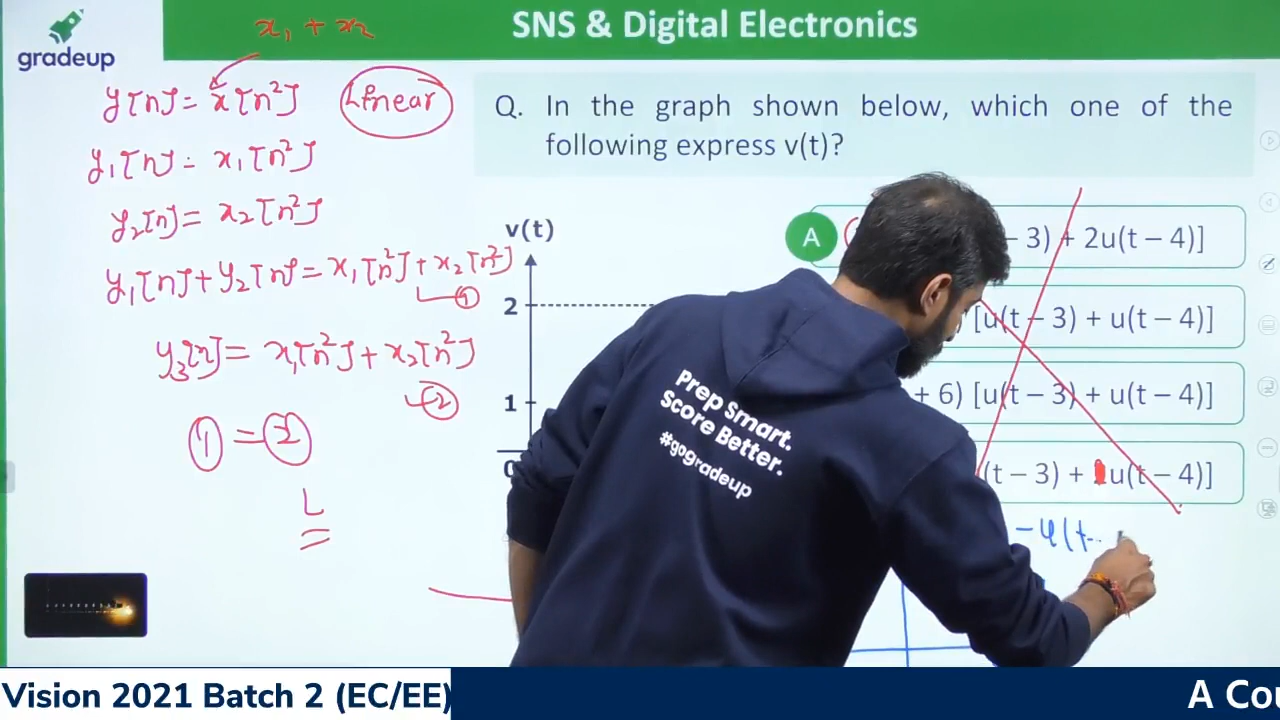 gradeup
SNS & Digital Electronics
x₁ + x₂
y[n] = x[n²]
Linear
y₁[n] = x₁[n²]
y₂[n] = x₂[n²]
y₁[n] + y₂[n] = x₁[n²] + x₂[n²]
①
y₃[n] = x₁[n²] + x₂[n²]
②
① = ②
L
Q. In the graph shown below, which one of the
following express v(t)?
v(t)
2
1
0
A
– 3) + 2u(t – 4)]
[u(t – 3) + u(t – 4)]
+ 6) [u(t – 3) + u(t – 4)]
(t – 3) + u(t – 4)]
Prep Smart.
Score Better.
#gogradeup
Vision 2021 Batch 2 (EC/EE)
A Cou